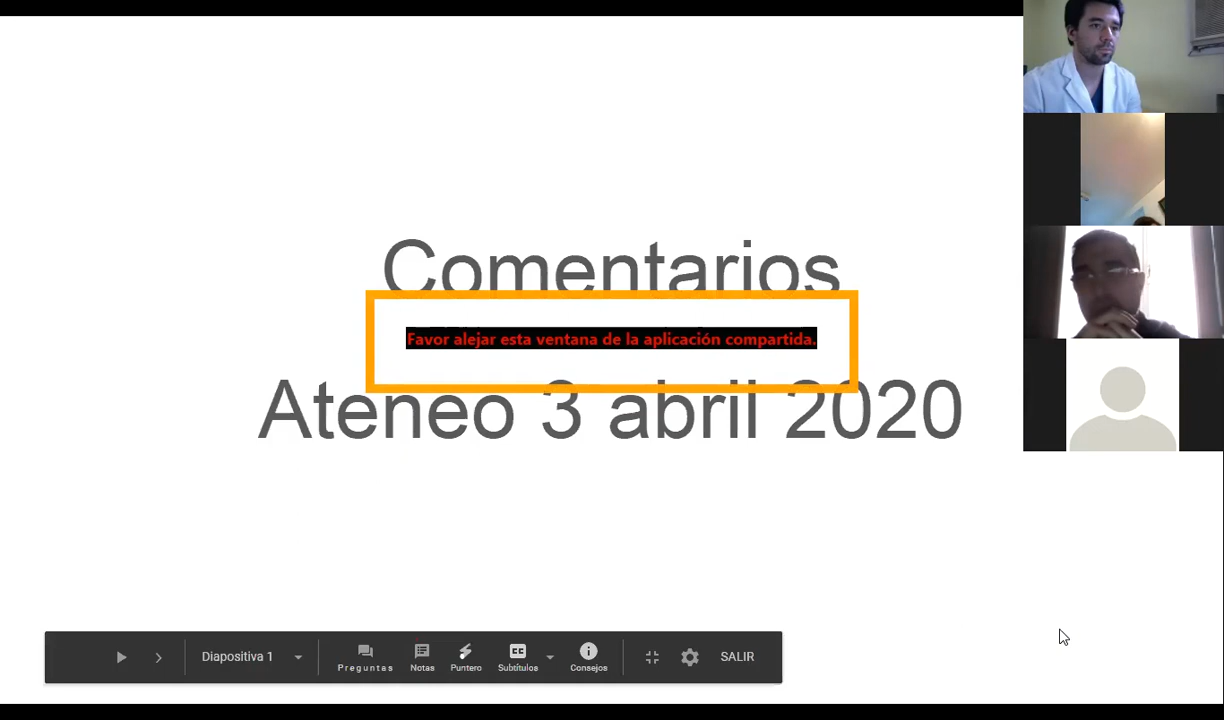 Comentarios
Favor alejar esta ventana de la aplicación compartida.
Ateneo 3 abril 2020
Diapositiva 1
Preguntas
Notas
Puntero
CC
Subtítulos
Consejos
SALIR